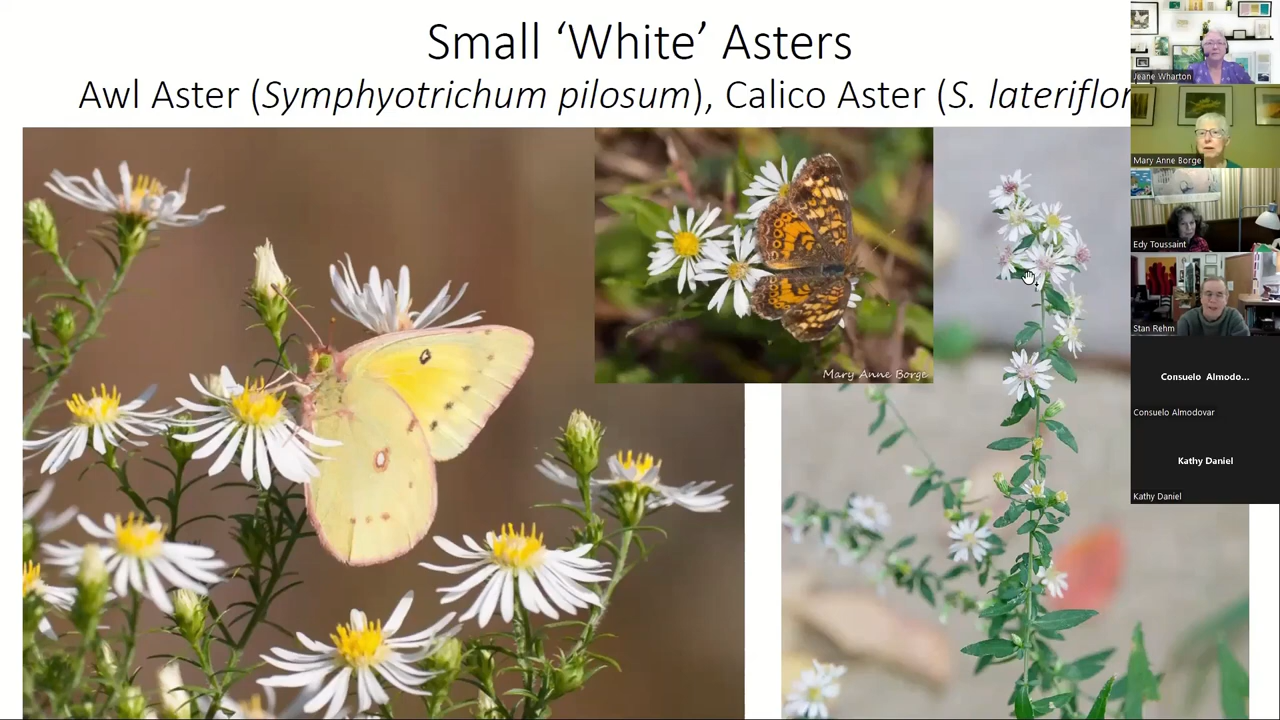 Small ‘White’ Asters
Awl Aster (Symphyotrichum pilosum), Calico Aster (S. lateriflor
Mary Anne Borge
Jeane Wharton
Mary Anne Borge
Edy Toussaint
Stan Rehm
Consuelo Almodo...
Consuelo Almodovar
Kathy Daniel
Kathy Daniel